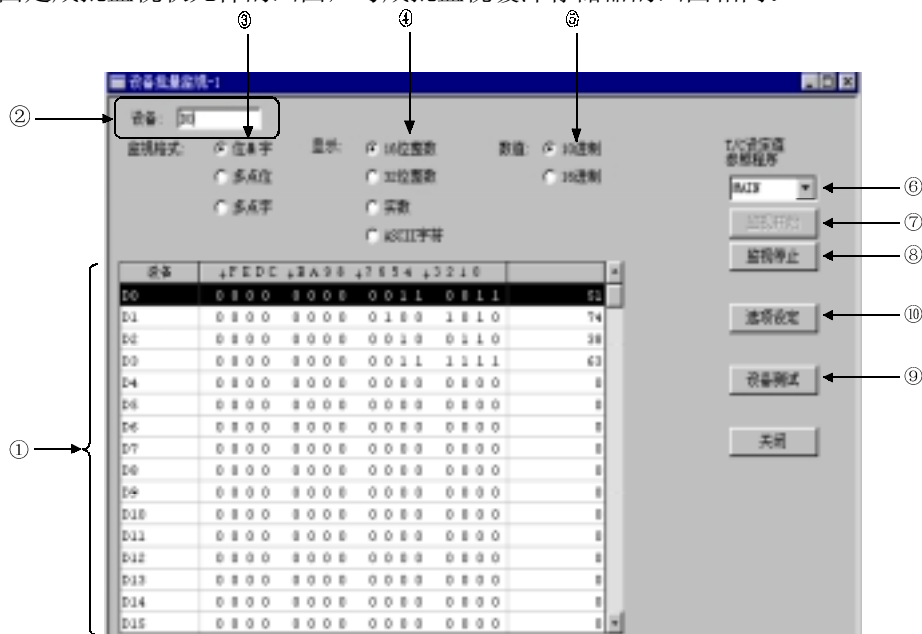 ③ ④ ⑤
设备批量监视-1
② 设备: D0
监视格式: 位&字 显示: 16位整数 数值: 10进制 T/C设定值
参照程序
多点位 32位整数 16进制
MAIN ⑥
多点字 实数
监视开始 ⑦
ASCII字符
监视停止 ⑧
设备 +FEDC +BA98 +7654 +3210
D0 0000 0000 0011 0011 51
D1 0000 0000 0100 1010 74
选项设定 ⑩
D2 0000 0000 0010 0110 38
D3 0000 0000 0011 1111 63
D4 0000 0000 0000 0000 0
设备测试 ⑨
D5 0000 0000 0000 0000 0
D6 0000 0000 0000 0000 0
① D7 0000 0000 0000 0000 0
关闭
D8 0000 0000 0000 0000 0
D9 0000 0000 0000 0000 0
D10 0000 0000 0000 0000 0
D11 0000 0000 0000 0000 0
D12 0000 0000 0000 0000 0
D13 0000 0000 0000 0000 0
D14 0000 0000 0000 0000 0
D15 0000 0000 0000 0000 0